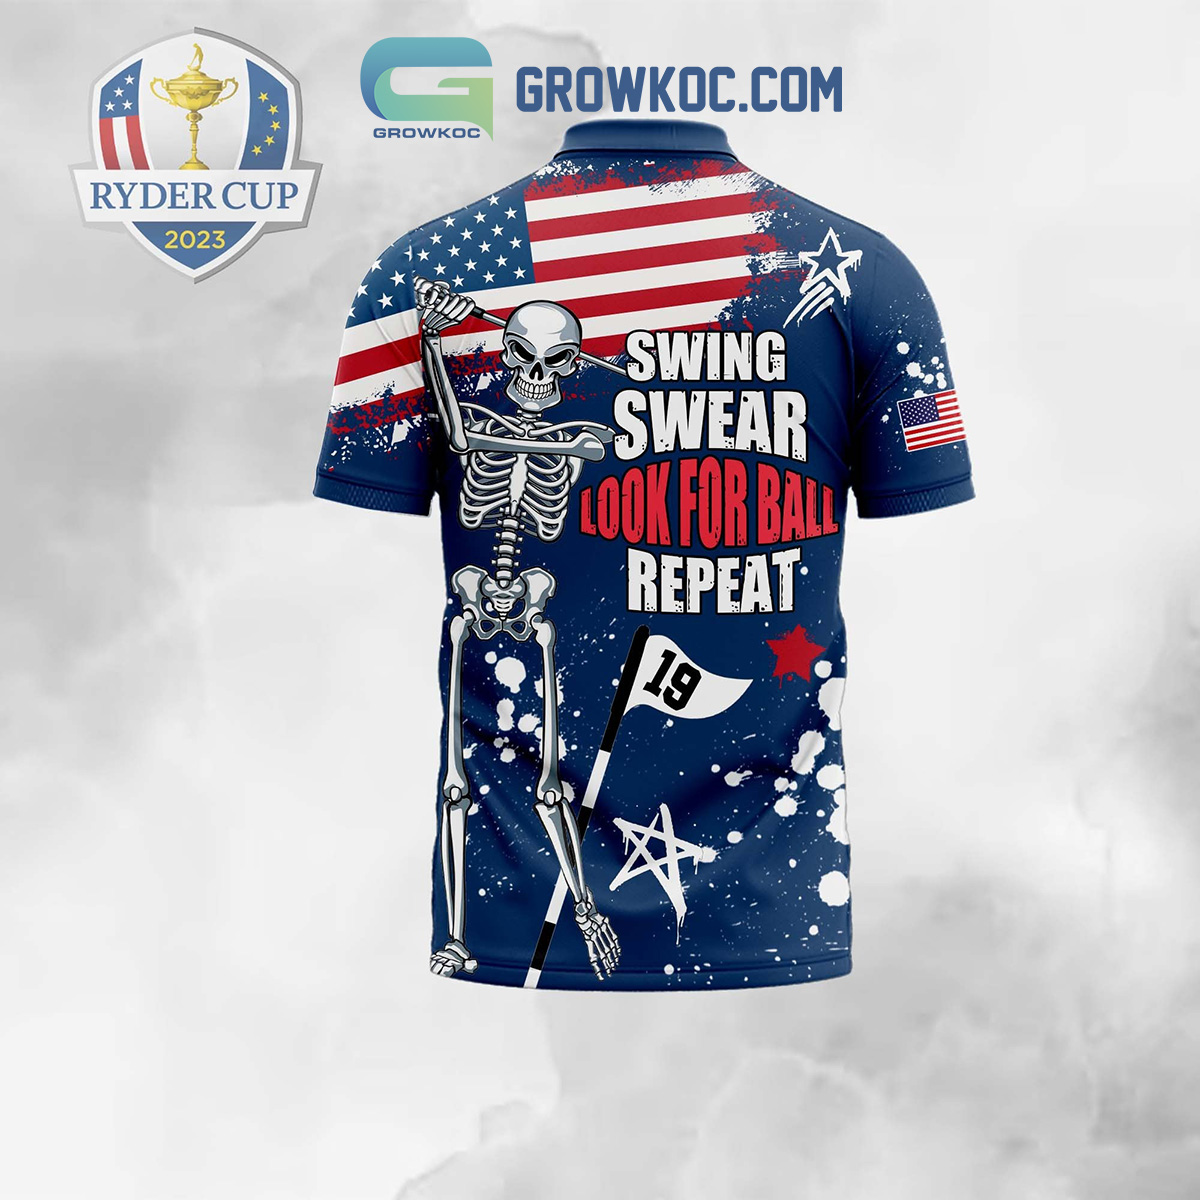 RYDER CUP
2023
GROWKOC
GROWKOC.COM
SWING
SWEAR
LOOK FOR BALL
REPEAT
19